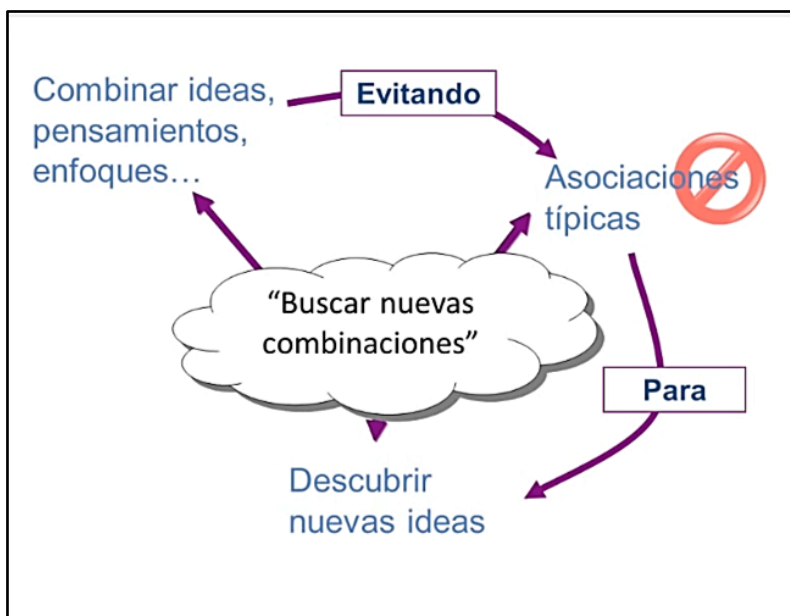 Combinar ideas,
pensamientos,
enfoques…
Evitando
Asociaciones
típicas
“Buscar nuevas
combinaciones”
Para
Descubrir
nuevas ideas